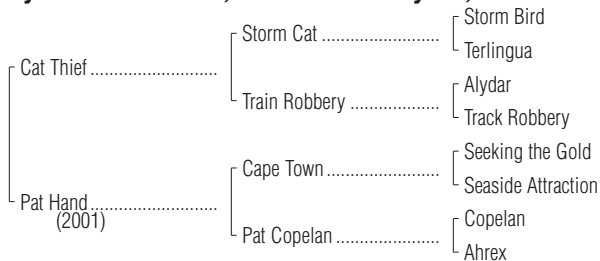 Storm Bird
Storm Cat ......................
Terlingua
Cat Thief ........................
Alydar
Train Robbery .................
Track Robbery
Seeking the Gold
Cape Town .....................
Seaside Attraction
Pat Hand ........................
(2001)
Copelan
Pat Copelan ....................
Ahrex